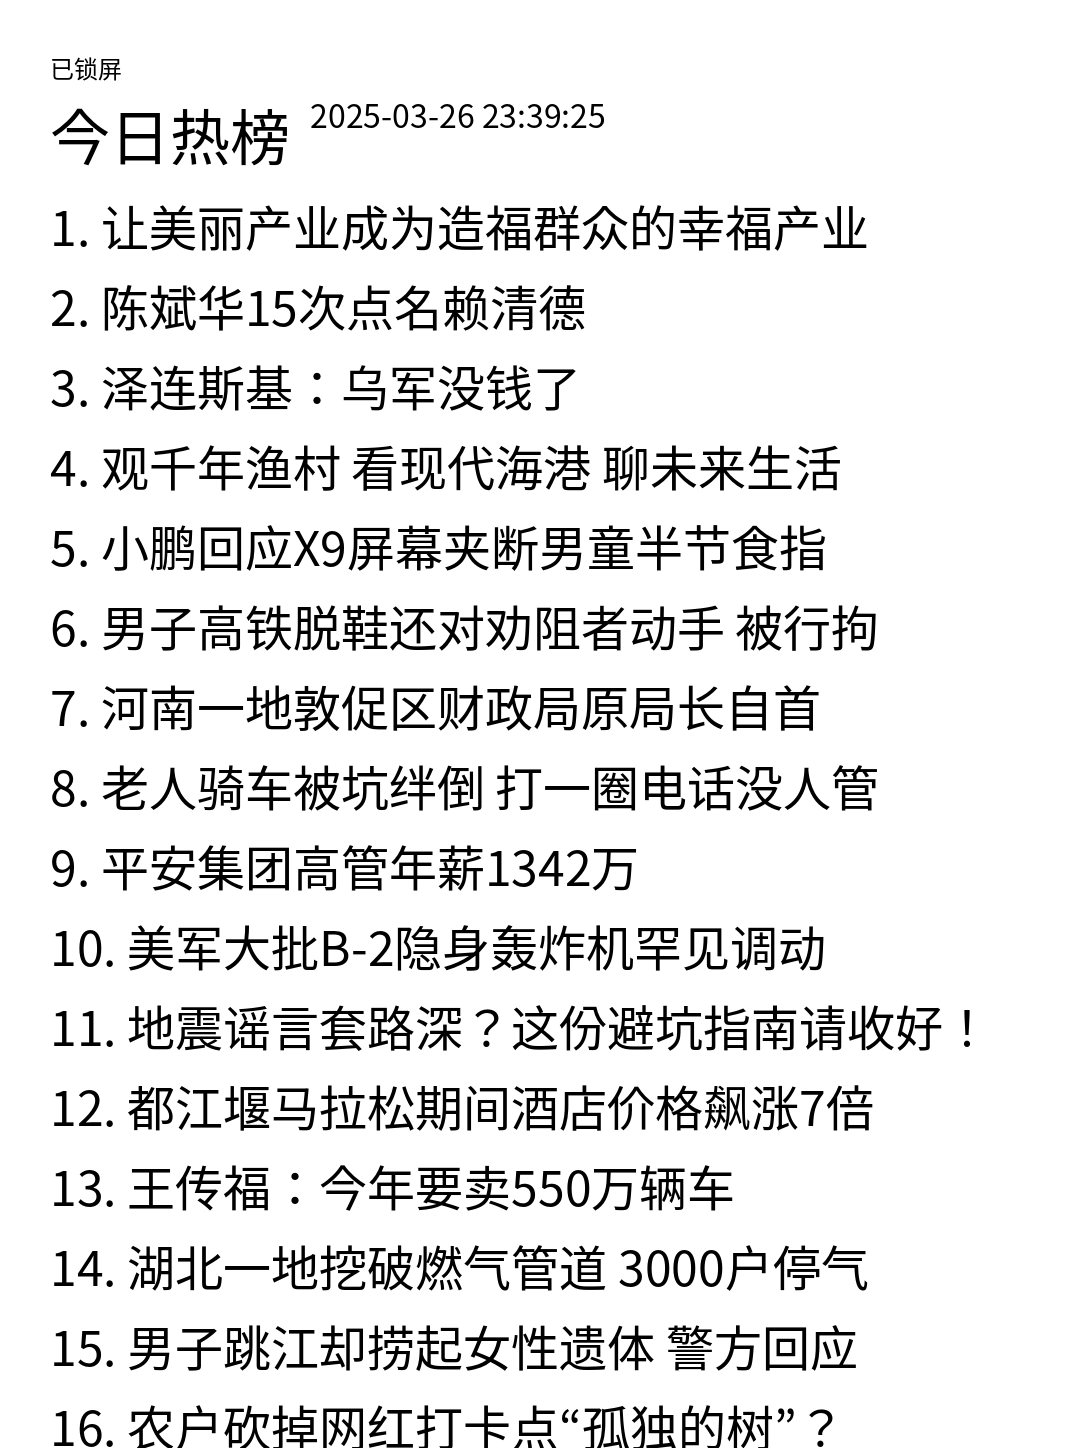 已锁屏
今日热榜 2025-03-26 23:39:25
1. 让美丽产业成为造福群众的幸福产业
2. 陈斌华15次点名赖清德
3. 泽连斯基：乌军没钱了
4. 观千年渔村 看现代海港 聊未来生活
5. 小鹏回应X9屏幕夹断男童半节食指
6. 男子高铁脱鞋还对劝阻者动手 被行拘
7. 河南一地敦促区财政局原局长自首
8. 老人骑车被坑绊倒 打一圈电话没人管
9. 平安集团高管年薪1342万
10. 美军大批B-2隐身轰炸机罕见调动
11. 地震谣言套路深？这份避坑指南请收好！
12. 都江堰马拉松期间酒店价格飙涨7倍
13. 王传福：今年要卖550万辆车
14. 湖北一地挖破燃气管道 3000户停气
15. 男子跳江却捞起女性遗体 警方回应
16. 农户砍掉网红打卡点“孤独的树”？